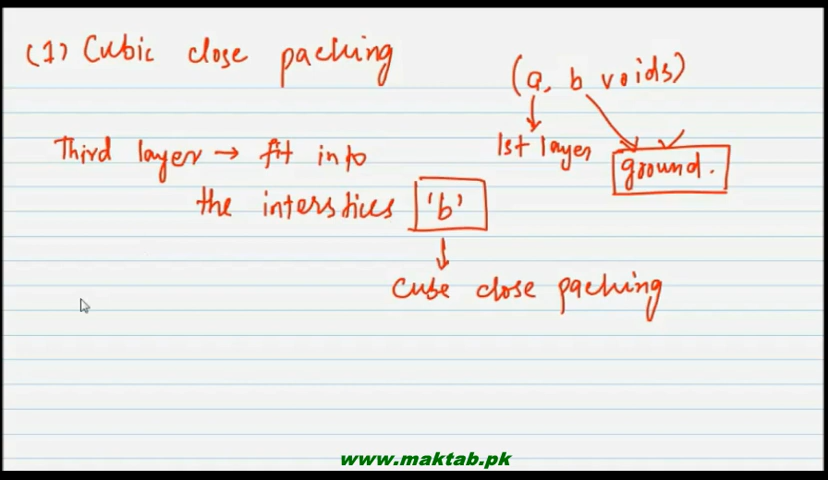 (1) Cubic close packing
(a, b voids)
1st layer
ground.
Third layer → fit into
the interstices 'b'
Cube close packing
www.maktab.pk